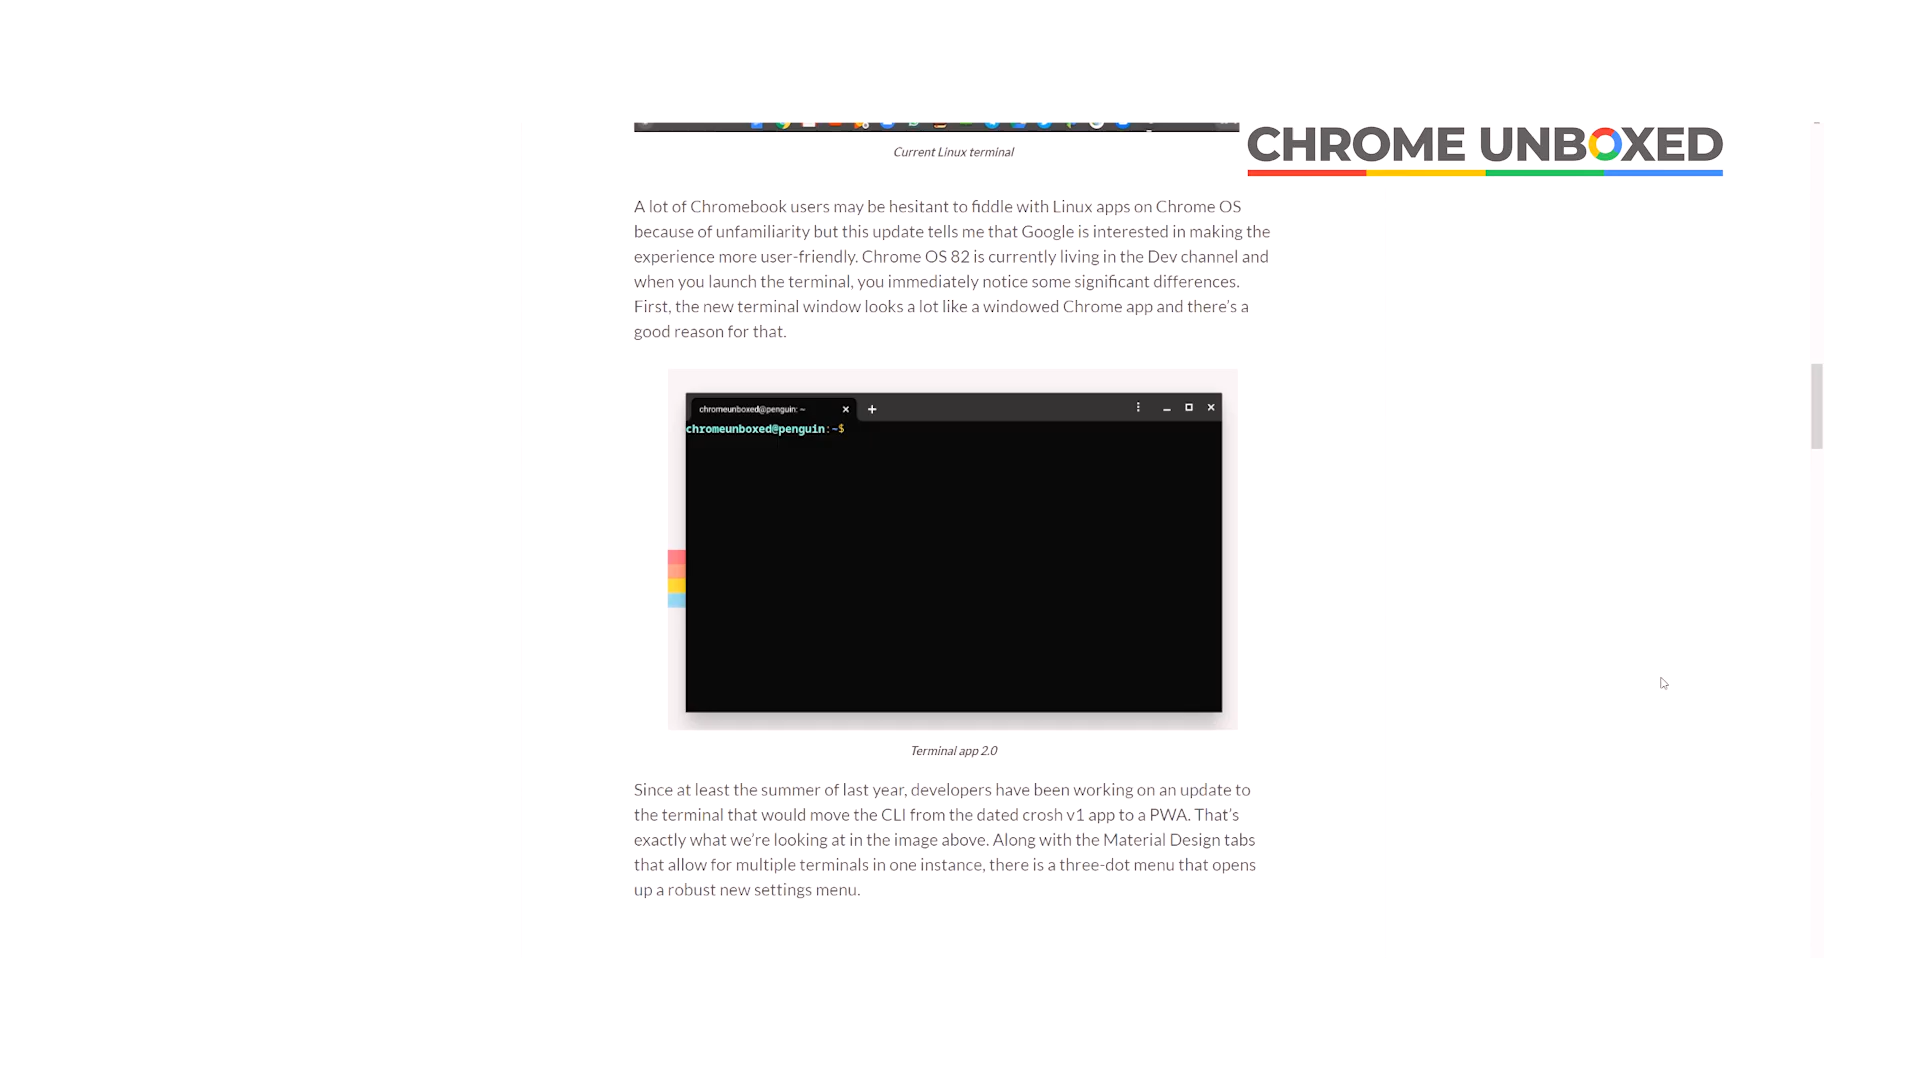 Current Linux terminal
CHROME UNBOXED
A lot of Chromebook users may be hesitant to fiddle with Linux apps on Chrome OS
because of unfamiliarity but this update tells me that Google is interested in making the
experience more user-friendly. Chrome OS 82 is currently living in the Dev channel and
when you launch the terminal, you immediately notice some significant differences.
First, the new terminal window looks a lot like a windowed Chrome app and there’s a
good reason for that.
chromeunboxed@penguin: ~
chromeunboxed@penguin:~$
Terminal app 2.0
Since at least the summer of last year, developers have been working on an update to
the terminal that would move the CLI from the dated crosh v1 app to a PWA. That’s
exactly what we’re looking at in the image above. Along with the Material Design tabs
that allow for multiple terminals in one instance, there is a three-dot menu that opens
up a robust new settings menu.